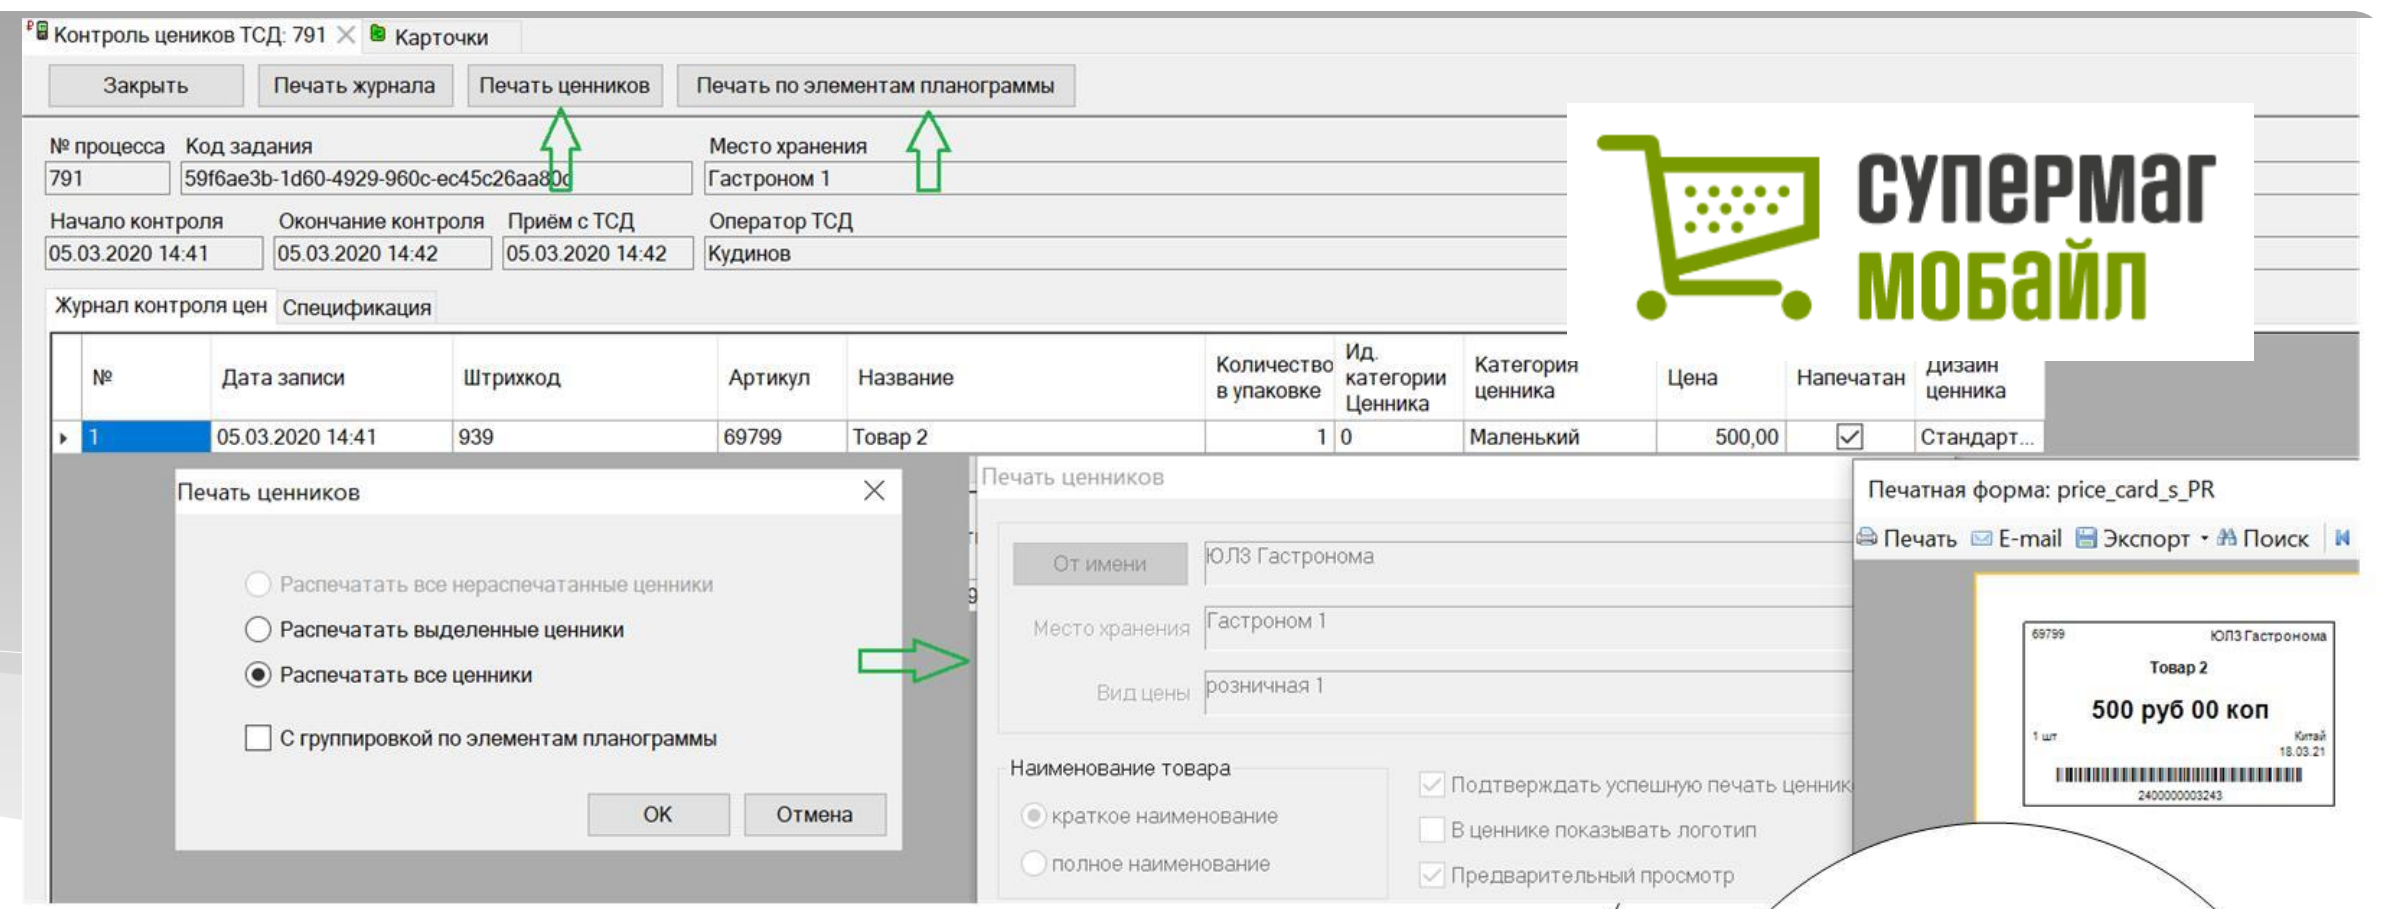 Контроль цеников ТСД: 791
Карточки
Закрыть
Печать журнала
Печать ценников
Печать по элементам планограммы
№ процесса
Код задания
Место хранения
791
59f6ae3b-1d60-4929-960c-ec45c26aa80c
Гастроном 1
Начало контроля
Окончание контроля
Приём с ТСД
Оператор ТСД
05.03.2020 14:41
05.03.2020 14:42
05.03.2020 14:42
Кудинов
супермаг
мобайл
Журнал контроля цен
Спецификация
№
Дата записи
Штрихкод
Артикул
Название
Количество
в упаковке
Ид.
категории
Ценника
Категория
ценника
Цена
Напечатан
Дизайн
ценника
1
05.03.2020 14:41
939
69799
Товар 2
1
0
Маленький
500,00
Стандарт...
Печать ценников
Распечатать все нераспечатанные ценники
Распечатать выделенные ценники
Распечатать все ценники
С группировкой по элементам планограммы
OK
Отмена
Печать ценников
От имени
ЮЛЗ Гастронома
Место хранения
Гастроном 1
Вид цены
розничная 1
Наименование товара
краткое наименование
полное наименование
Подтверждать успешную печать ценник
В ценнике показывать логотип
Предварительный просмотр
Печатная форма: price_card_s_PR
Печать
E-mail
Экспорт
Поиск
69799
ЮЛЗ Гастронома
Товар 2
500 руб 00 коп
1 шт
Китай
18.03.21
2400000003243